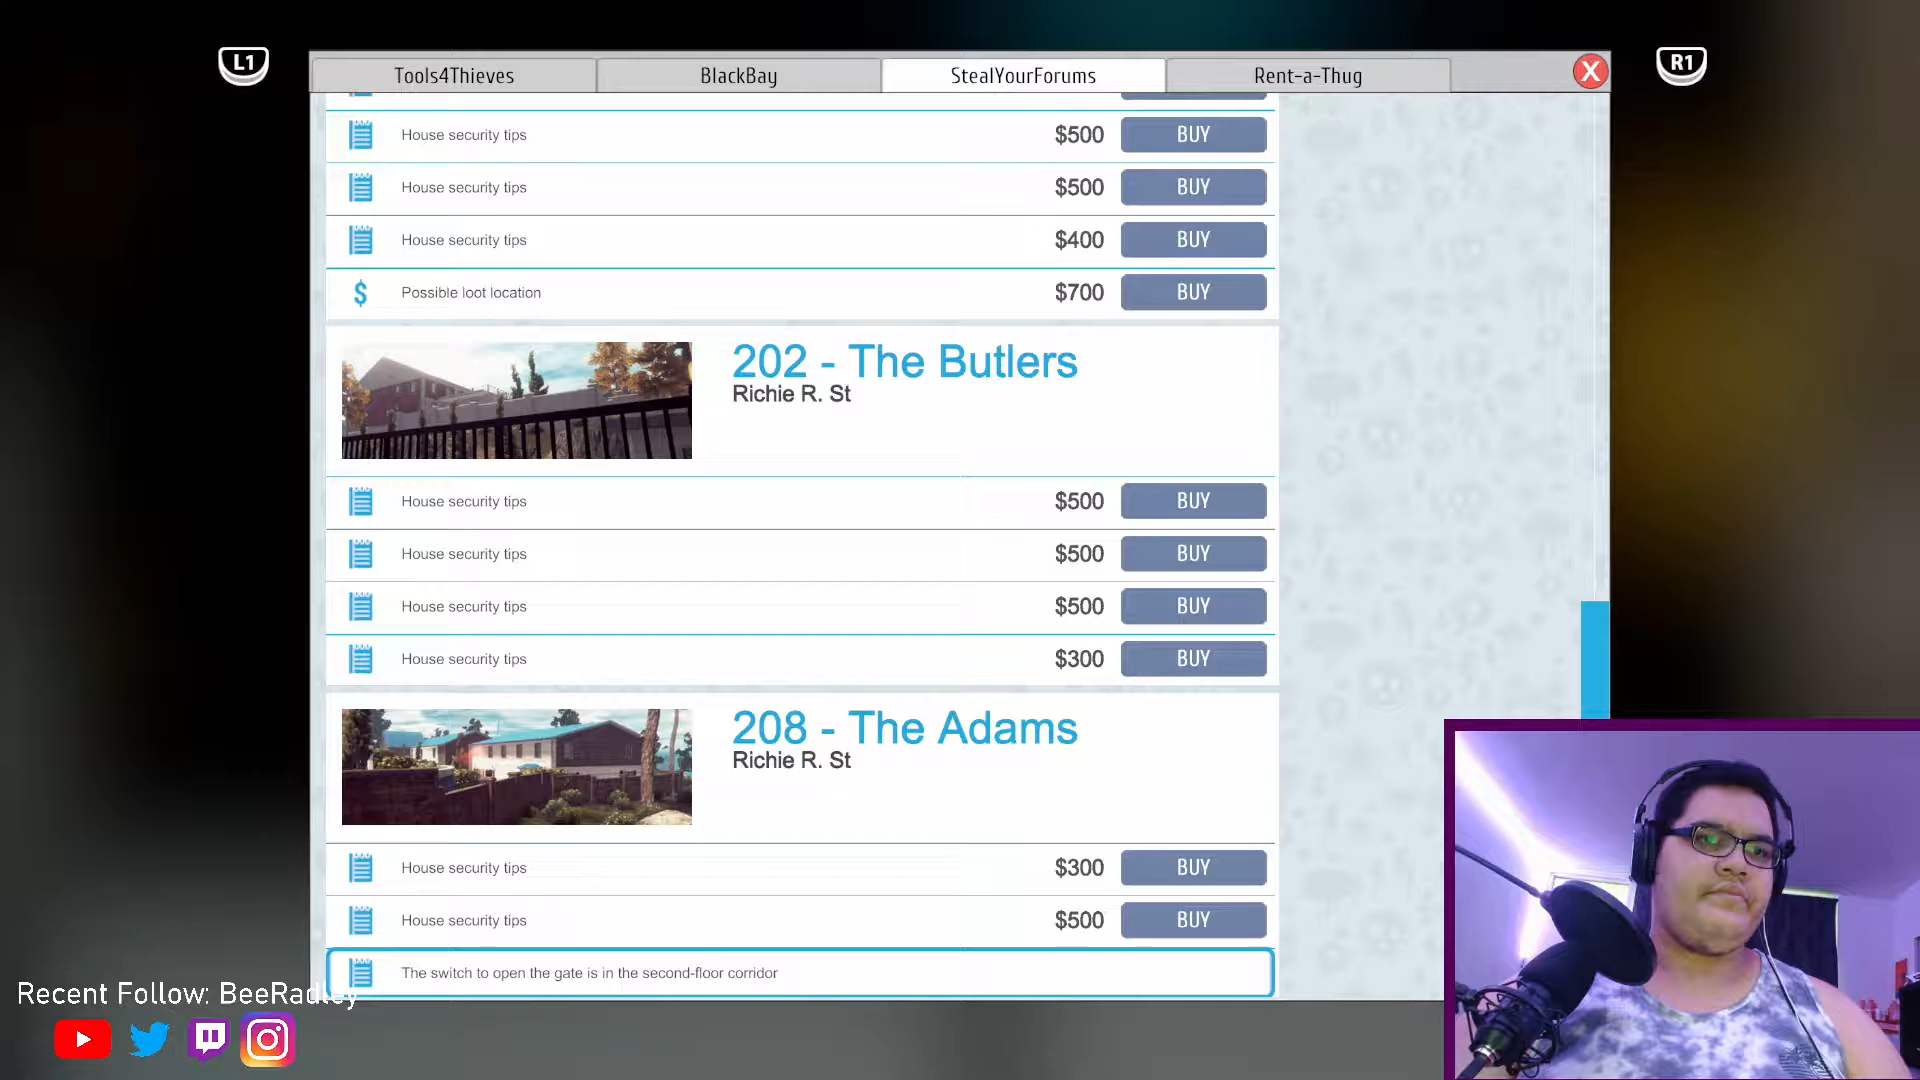 L1
Tools4Thieves
BlackBay
StealYourForums
Rent-a-Thug
X
R1
House security tips $500 BUY
House security tips $500 BUY
House security tips $400 BUY
$ Possible loot location $700 BUY
202 - The Butlers
Richie R. St
House security tips $500 BUY
House security tips $500 BUY
House security tips $500 BUY
House security tips $300 BUY
208 - The Adams
Richie R. St
House security tips $300 BUY
House security tips $500 BUY
The switch to open the gate is in the second-floor corridor
Recent Follow: BeeRadley